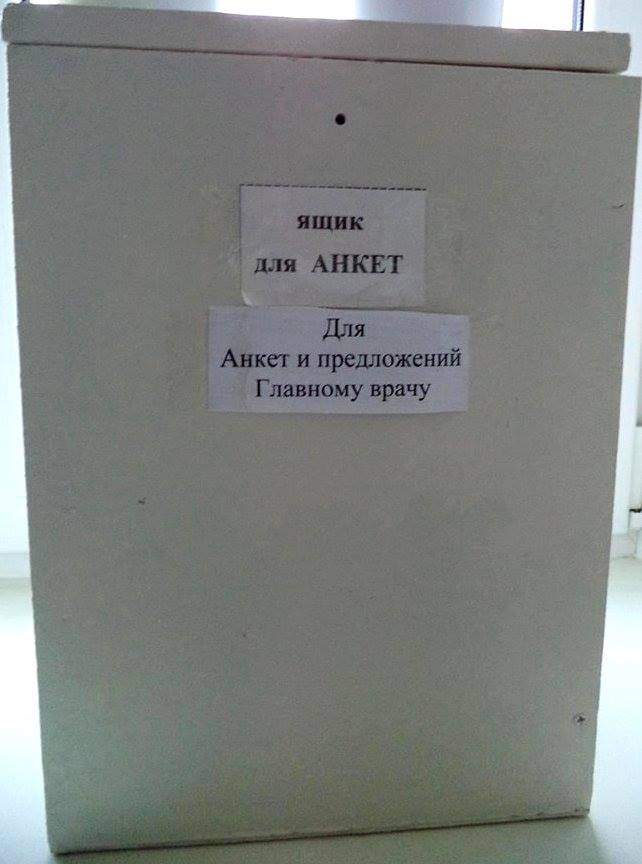 ящик
для АНКЕТ
Для
Анкет и предложений
Главному врачу